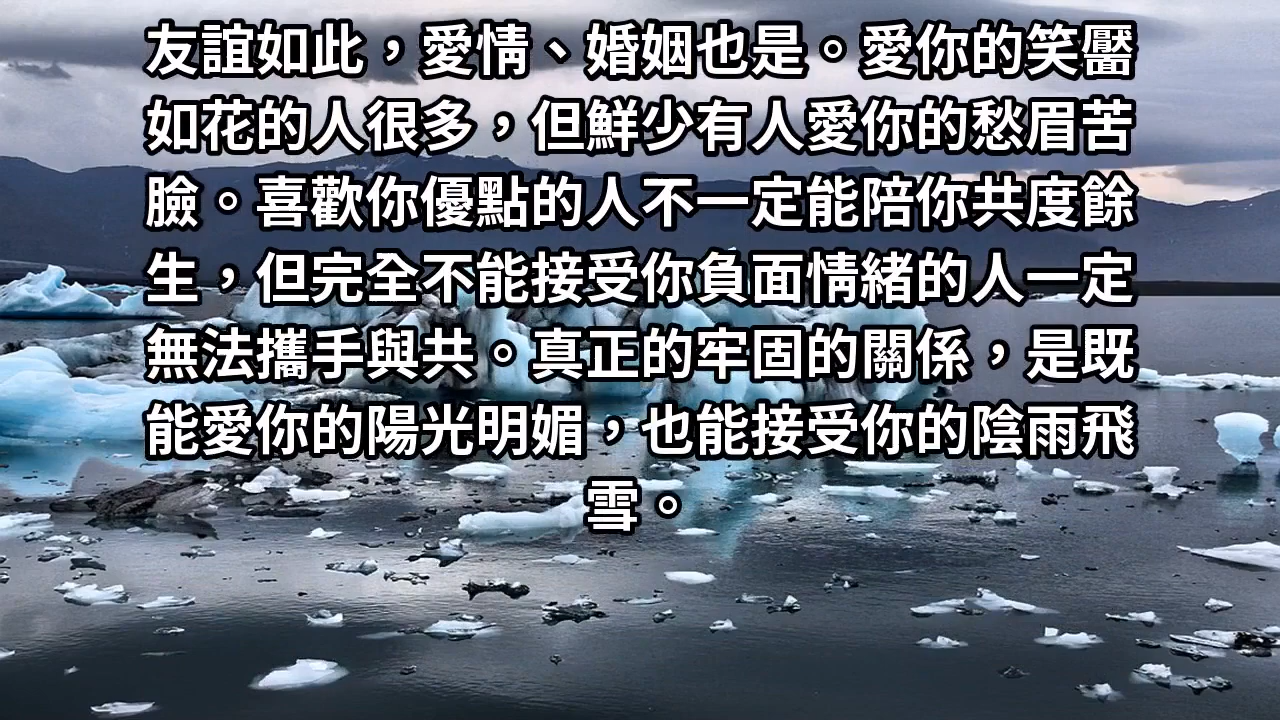 友誼如此，愛情、婚姻也是。愛你的笑靨
如花的人很多，但鮮少有人愛你的愁眉苦
臉。喜歡你優點的人不一定能陪你共度餘
生，但完全不能接受你負面情緒的人一定
無法攜手與共。真正的牢固的關係，是既
能愛你的陽光明媚，也能接受你的陰雨飛
雪。